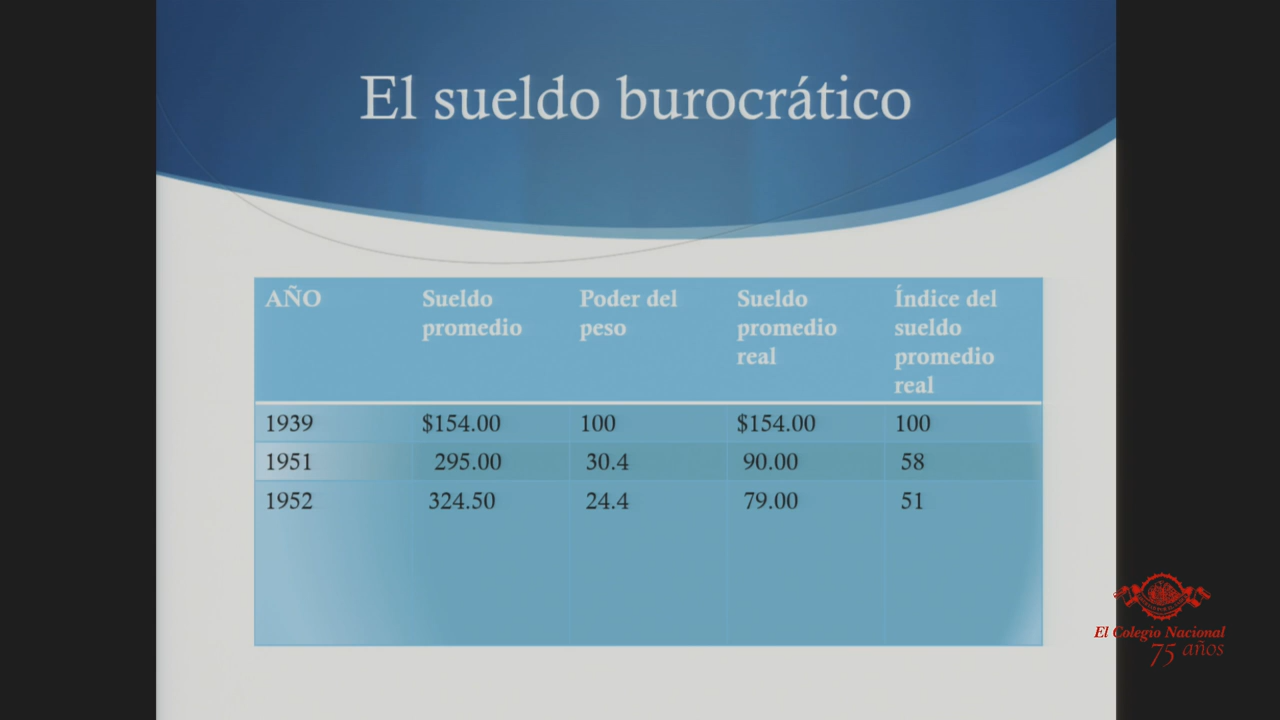 El sueldo burocrático
AÑO Sueldo promedio Poder del peso Sueldo promedio real Índice del sueldo promedio real
1939 $154.00 100 $154.00 100
1951 295.00 30.4 90.00 58
1952 324.50 24.4 79.00 51
El Colegio Nacional
75 años